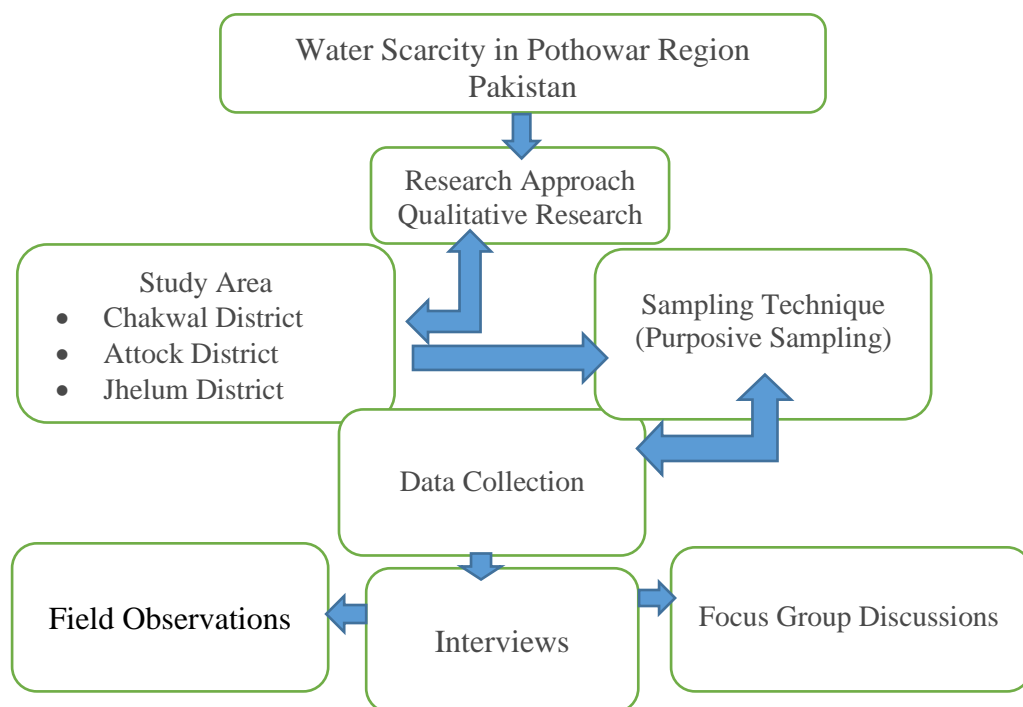 Water Scarcity in Pothowar Region
Pakistan
Research Approach
Qualitative Research
Study Area
• Chakwal District
• Attock District
• Jhelum District
Sampling Technique
(Purposive Sampling)
Data Collection
Field Observations
Interviews
Focus Group Discussions